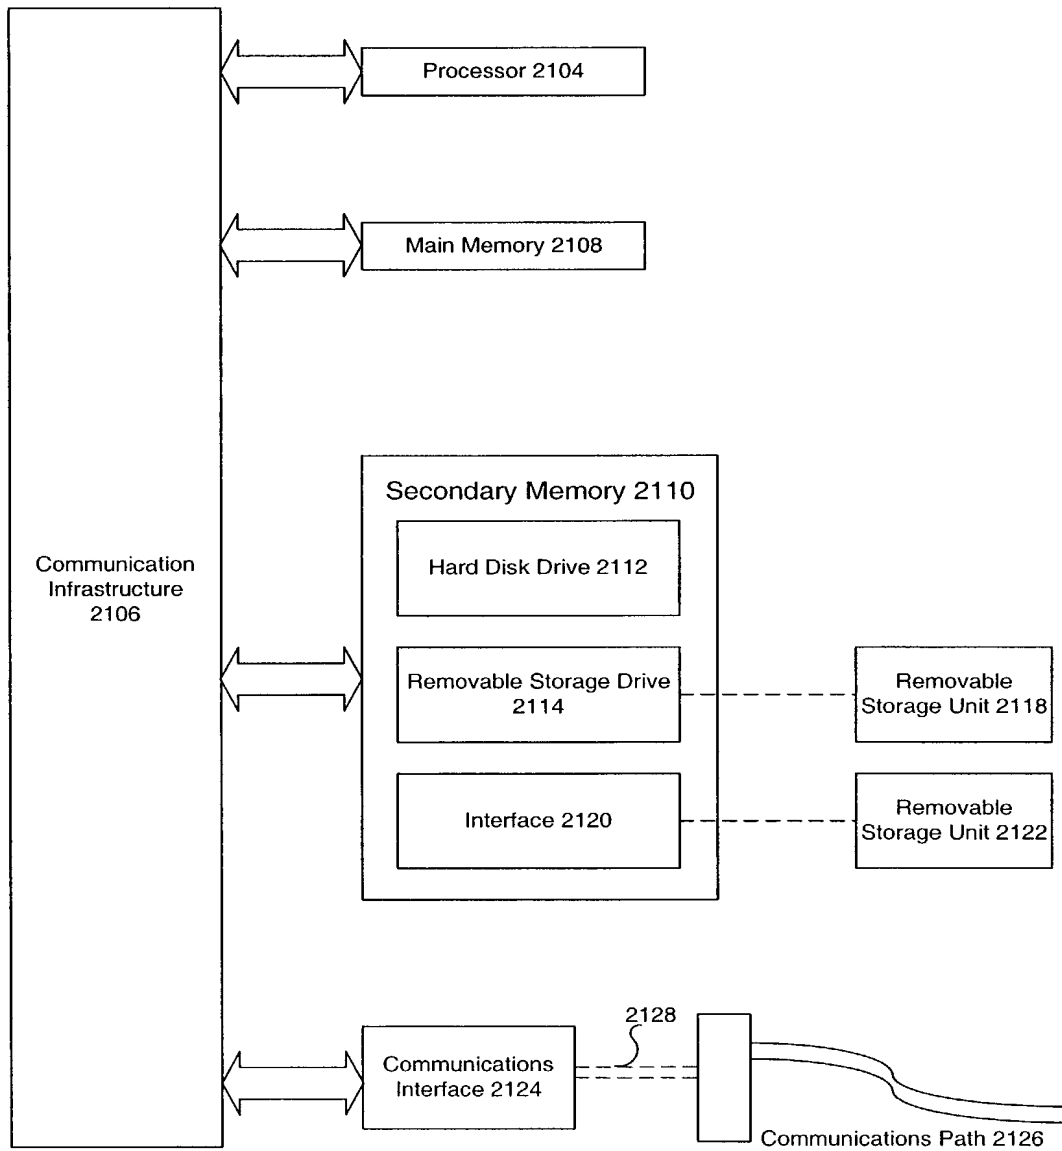 Processor 2104
Main Memory 2108
Communication
Infrastructure
2106
Secondary Memory 2110
Hard Disk Drive 2112
Removable Storage Drive
2114
Removable
Storage Unit 2118
Interface 2120
Removable
Storage Unit 2122
2128
Communications
Interface 2124
Communications Path 2126